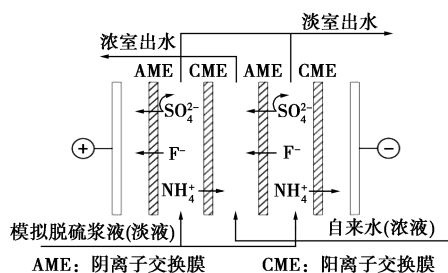 淡室出水
浓室出水
AME CME AME CME
SO₄²⁻ SO₄²⁻
+ F⁻ F⁻ −
NH₄⁺ NH₄⁺
模拟脱硫浆液(淡液) 自来水(浓液)
AME：阴离子交换膜 CME：阳离子交换膜